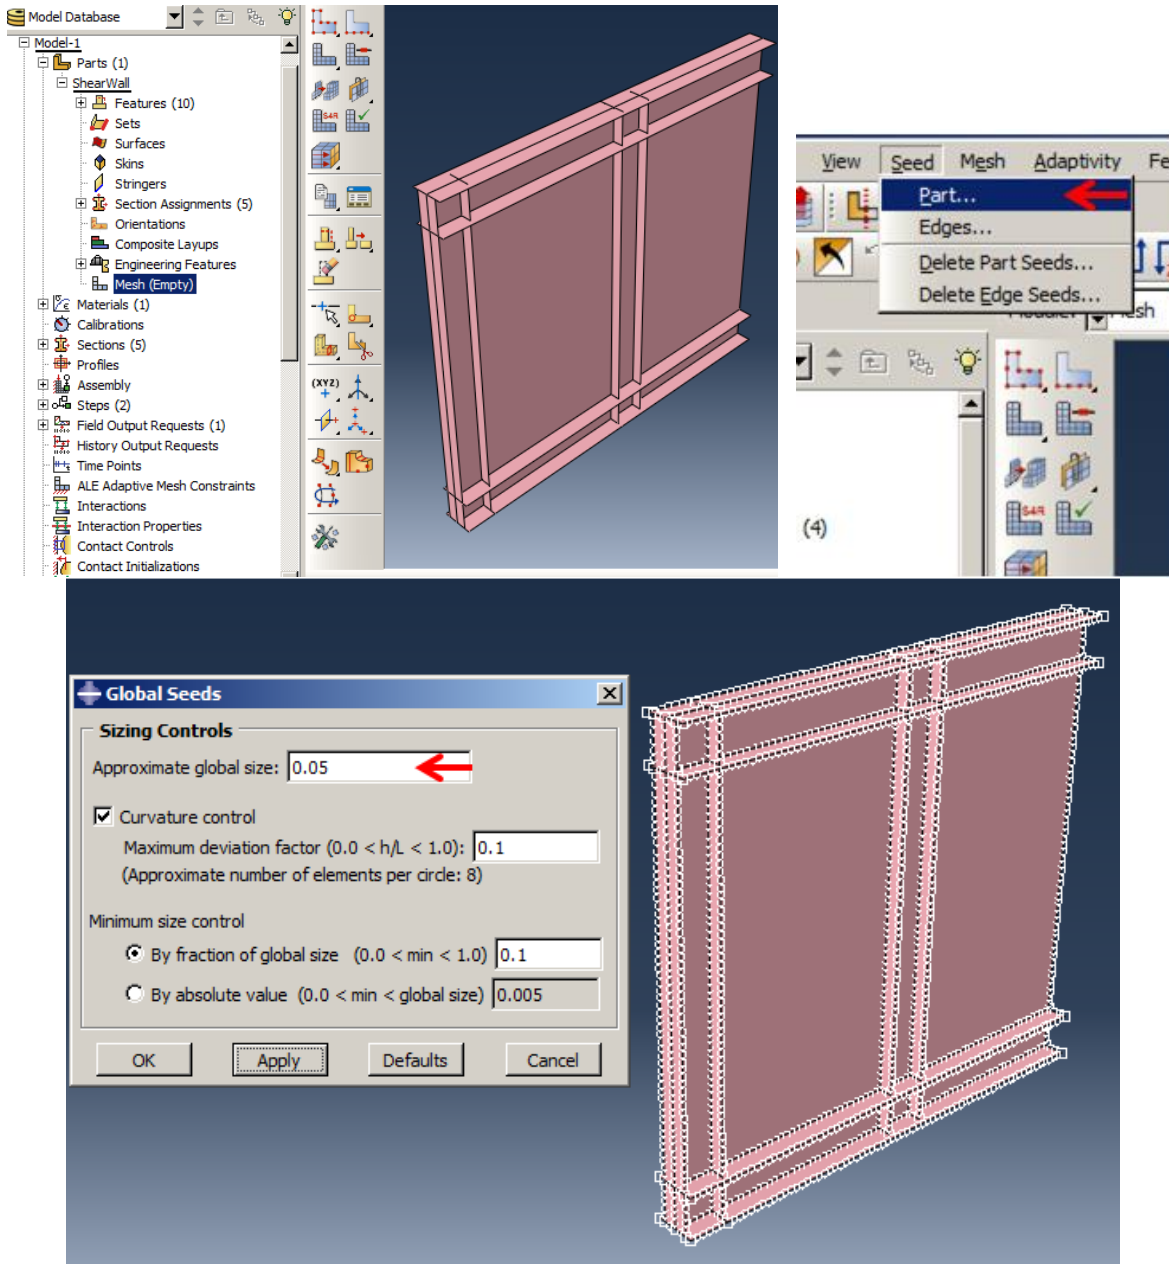 Model Database
Model-1
Parts (1)
ShearWall
Features (10)
Sets
Surfaces
Skins
Stringers
Section Assignments (5)
Orientations
Composite Layups
Engineering Features
Mesh (Empty)
Materials (1)
Calibrations
Sections (5)
Profiles
Assembly
Steps (2)
Field Output Requests (1)
History Output Requests
Time Points
ALE Adaptive Mesh Constraints
Interactions
Interaction Properties
Contact Controls
Contact Initializations
S4R
(XYZ)
View Seed Mesh Adaptivity Fe
Part...
Edges...
Delete Part Seeds...
Delete Edge Seeds...
(4)
S4R
Global Seeds
Sizing Controls
Approximate global size: 0.05
Curvature control
Maximum deviation factor (0.0 < h/L < 1.0): 0.1
(Approximate number of elements per circle: 8)
Minimum size control
By fraction of global size (0.0 < min < 1.0) 0.1
By absolute value (0.0 < min < global size) 0.005
OK Apply Defaults Cancel